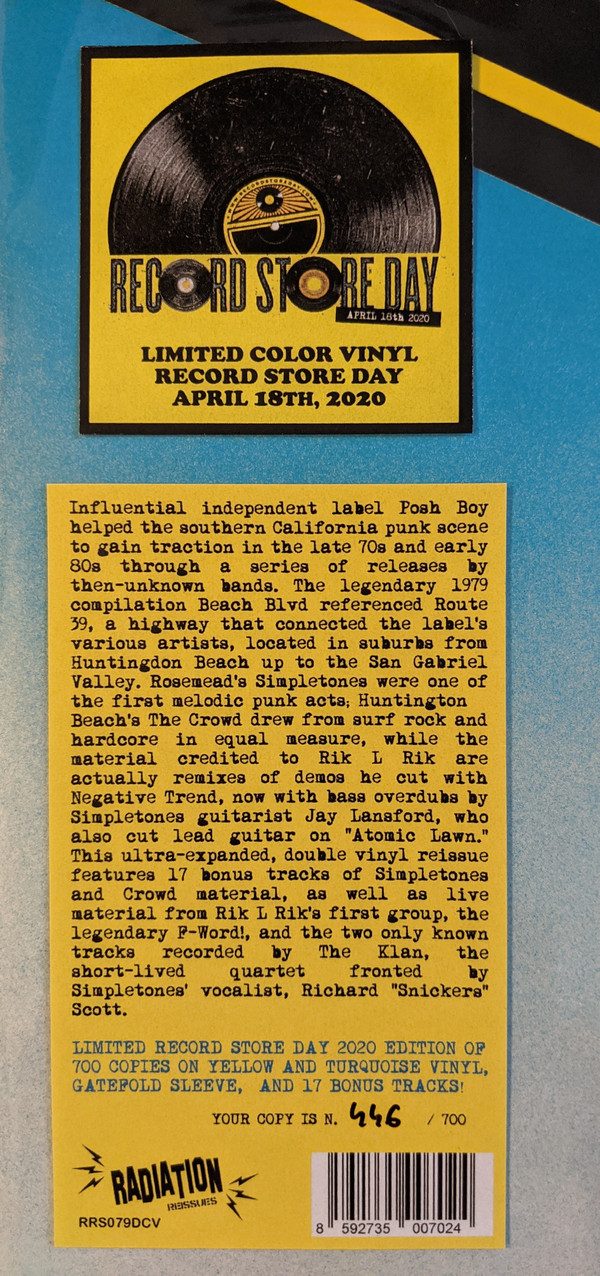 WWW.RECORDSTOREDAY.COM
RECORD STORE DAY
APRIL 18th 2020
LIMITED COLOR VINYL
RECORD STORE DAY
APRIL 18TH, 2020
Influential independent label Posh Boy
helped the southern California punk scene
to gain traction in the late 70s and early
80s through a series of releases by
then-unknown bands. The legendary 1979
compilation Beach Blvd referenced Route
39, a highway that connected the label's
various artists, located in suburbs from
Huntingdon Beach up to the San Gabriel
Valley. Rosemead's Simpletones were one of
the first melodic punk acts; Huntington
Beach's The Crowd drew from surf rock and
hardcore in equal measure, while the
material credited to Rik L Rik are
actually remixes of demos he cut with
Negative Trend, now with bass overdubs by
Simpletones guitarist Jay Lansford, who
also cut lead guitar on "Atomic Lawn."
This ultra-expanded, double vinyl reissue
features 17 bonus tracks of Simpletones
and Crowd material, as well as live
material from Rik L Rik's first group, the
legendary F-Word!, and the two only known
tracks recorded by The Klan, the
short-lived quartet fronted by
Simpletones' vocalist, Richard "Snickers"
Scott.
LIMITED RECORD STORE DAY 2020 EDITION OF
700 COPIES ON YELLOW AND TURQUOISE VINYL,
GATEFOLD SLEEVE, AND 17 BONUS TRACKS!
YOUR COPY IS N. 446 / 700
RADIATION
REISSUES
RRS079DCV
8 592735 007024